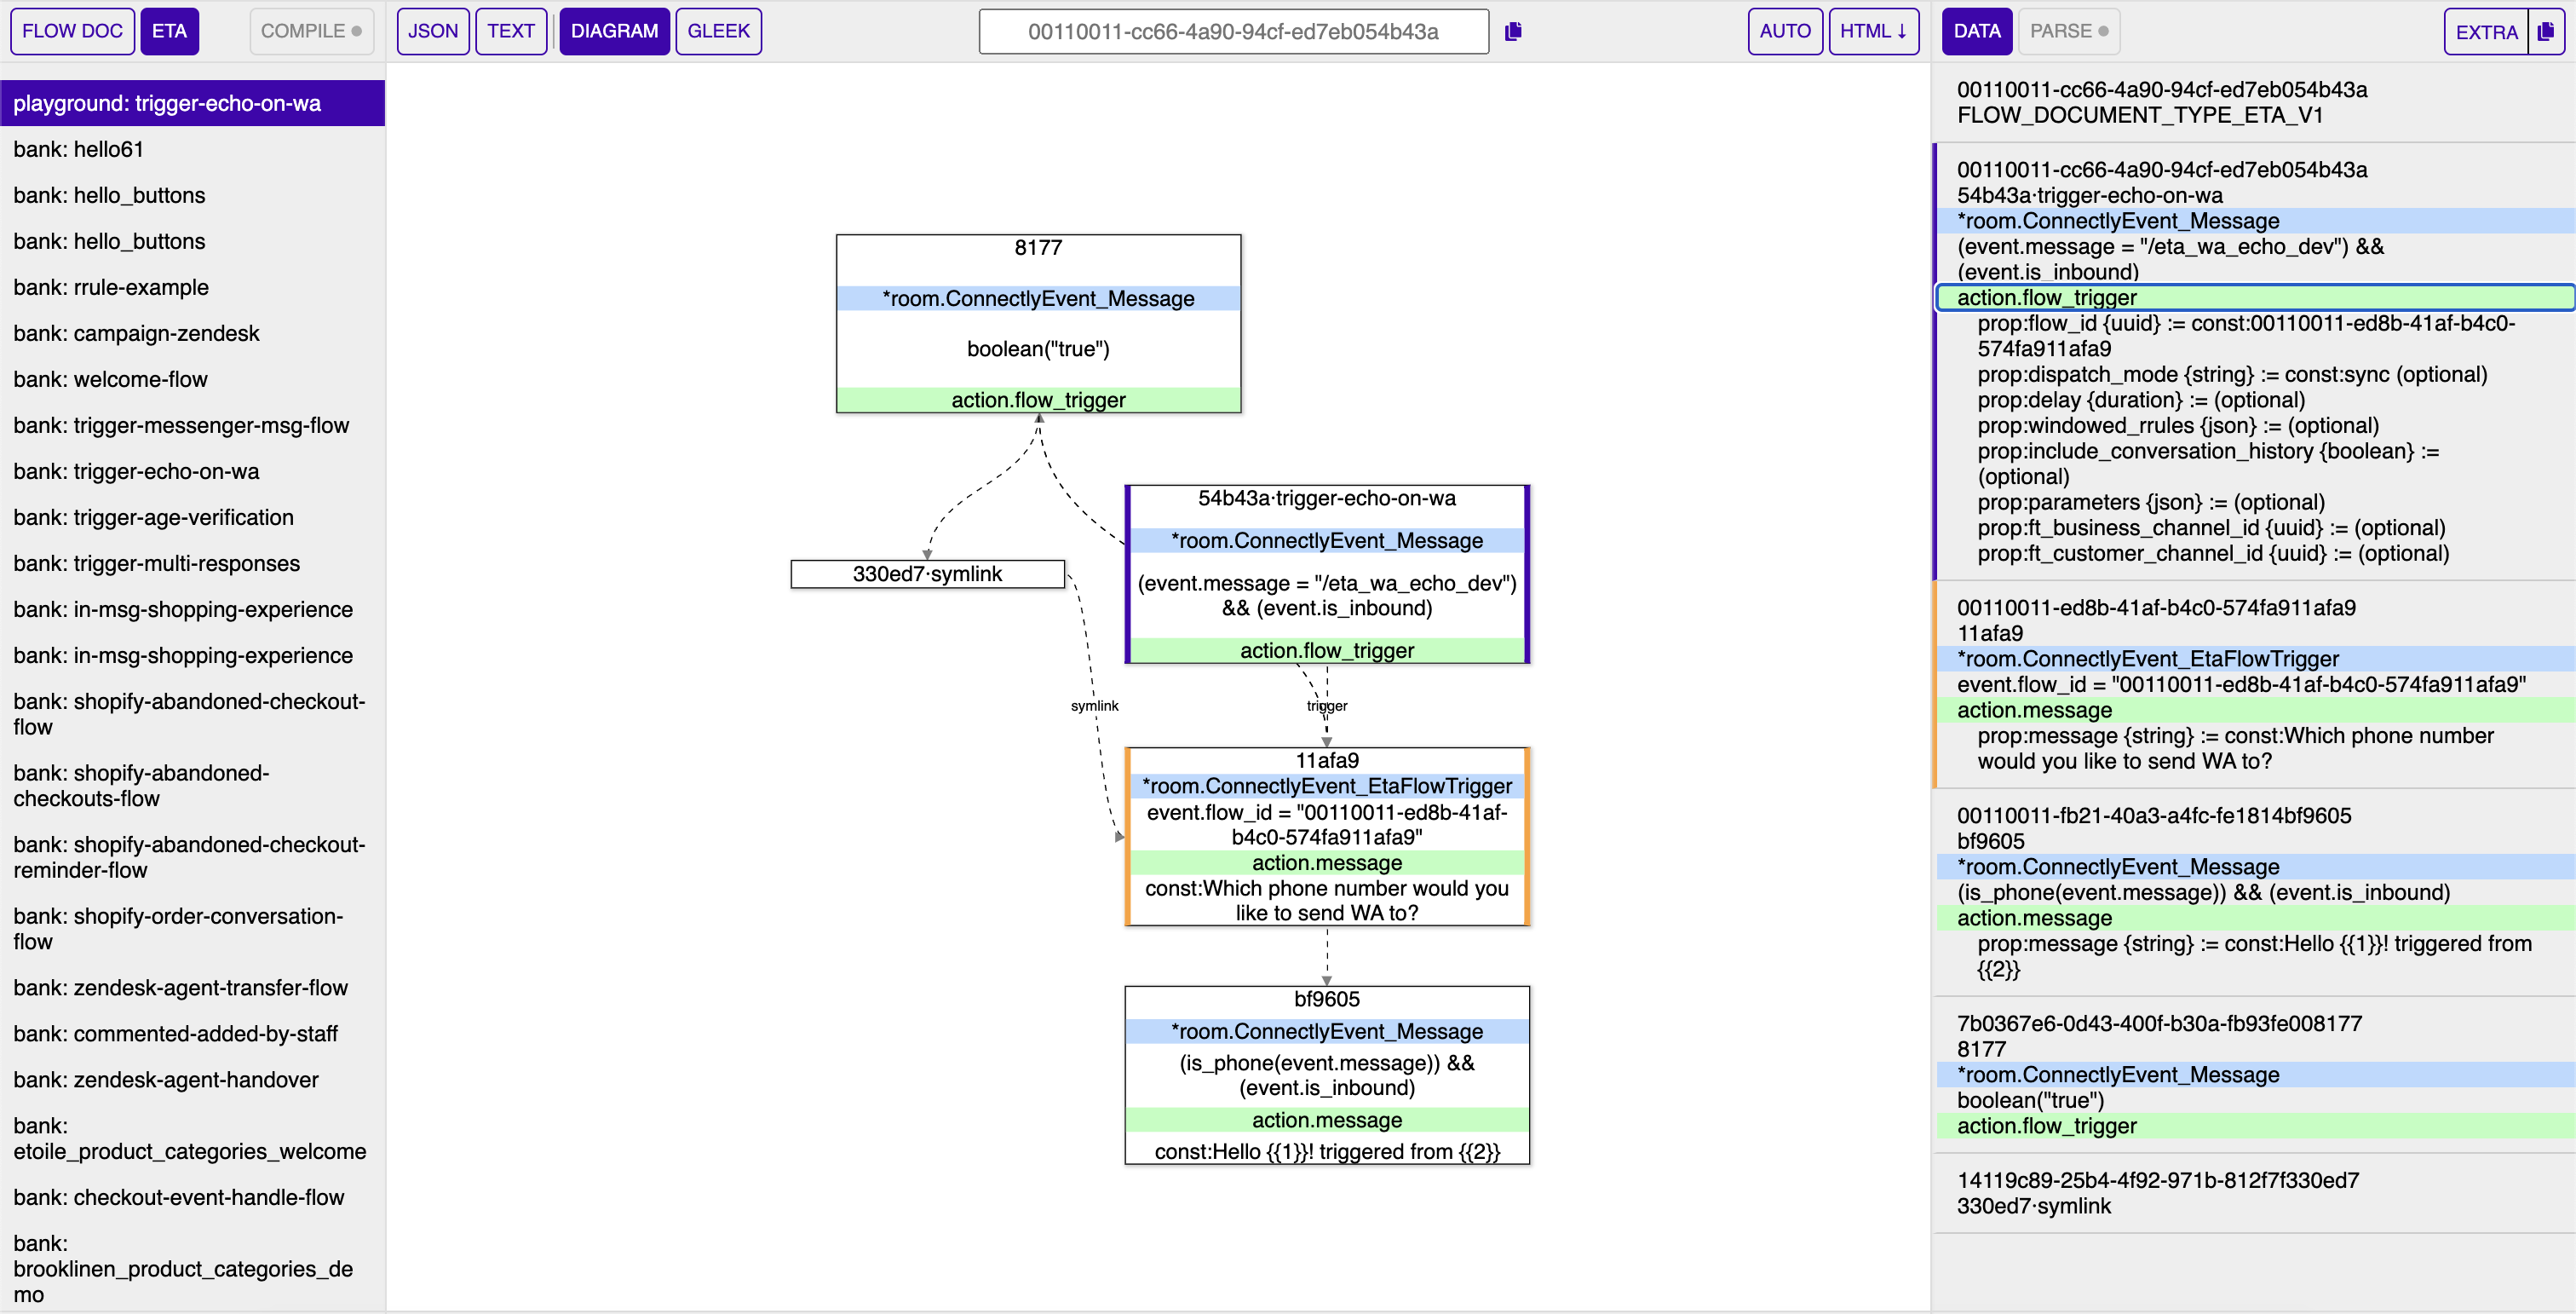 FLOW DOC
ETA
COMPILE
JSON
TEXT
DIAGRAM
GLEEK
00110011-cc66-4a90-94cf-ed7eb054b43a
AUTO
HTML ↓
DATA
PARSE
EXTRA
playground: trigger-echo-on-wa
bank: hello61
bank: hello_buttons
bank: hello_buttons
bank: rrule-example
bank: campaign-zendesk
bank: welcome-flow
bank: trigger-messenger-msg-flow
bank: trigger-echo-on-wa
bank: trigger-age-verification
bank: trigger-multi-responses
bank: in-msg-shopping-experience
bank: in-msg-shopping-experience
bank: shopify-abandoned-checkout-
flow
bank: shopify-abandoned-
checkouts-flow
bank: shopify-abandoned-checkout-
reminder-flow
bank: shopify-order-conversation-
flow
bank: zendesk-agent-transfer-flow
bank: commented-added-by-staff
bank: zendesk-agent-handover
bank:
etoile_product_categories_welcome
bank: checkout-event-handle-flow
bank:
brooklinen_product_categories_de
mo
8177
*room.ConnectlyEvent_Message
boolean("true")
action.flow_trigger
330ed7·symlink
54b43a·trigger-echo-on-wa
*room.ConnectlyEvent_Message
(event.message = "/eta_wa_echo_dev")
&& (event.is_inbound)
action.flow_trigger
symlink
trigger
11afa9
*room.ConnectlyEvent_EtaFlowTrigger
event.flow_id = "00110011-ed8b-41af-
b4c0-574fa911afa9"
action.message
const:Which phone number would you
like to send WA to?
bf9605
*room.ConnectlyEvent_Message
(is_phone(event.message)) &&
(event.is_inbound)
action.message
const:Hello {{1}}! triggered from {{2}}
00110011-cc66-4a90-94cf-ed7eb054b43a
FLOW_DOCUMENT_TYPE_ETA_V1
00110011-cc66-4a90-94cf-ed7eb054b43a
54b43a·trigger-echo-on-wa
*room.ConnectlyEvent_Message
(event.message = "/eta_wa_echo_dev") &&
(event.is_inbound)
action.flow_trigger
prop:flow_id {uuid} := const:00110011-ed8b-41af-b4c0-
574fa911afa9
prop:dispatch_mode {string} := const:sync (optional)
prop:delay {duration} := (optional)
prop:windowed_rrules {json} := (optional)
prop:include_conversation_history {boolean} :=
(optional)
prop:parameters {json} := (optional)
prop:ft_business_channel_id {uuid} := (optional)
prop:ft_customer_channel_id {uuid} := (optional)
00110011-ed8b-41af-b4c0-574fa911afa9
11afa9
*room.ConnectlyEvent_EtaFlowTrigger
event.flow_id = "00110011-ed8b-41af-b4c0-574fa911afa9"
action.message
prop:message {string} := const:Which phone number
would you like to send WA to?
00110011-fb21-40a3-a4fc-fe1814bf9605
bf9605
*room.ConnectlyEvent_Message
(is_phone(event.message)) && (event.is_inbound)
action.message
prop:message {string} := const:Hello {{1}}! triggered from
{{2}}
7b0367e6-0d43-400f-b30a-fb93fe008177
8177
*room.ConnectlyEvent_Message
boolean("true")
action.flow_trigger
14119c89-25b4-4f92-971b-812f7f330ed7
330ed7·symlink